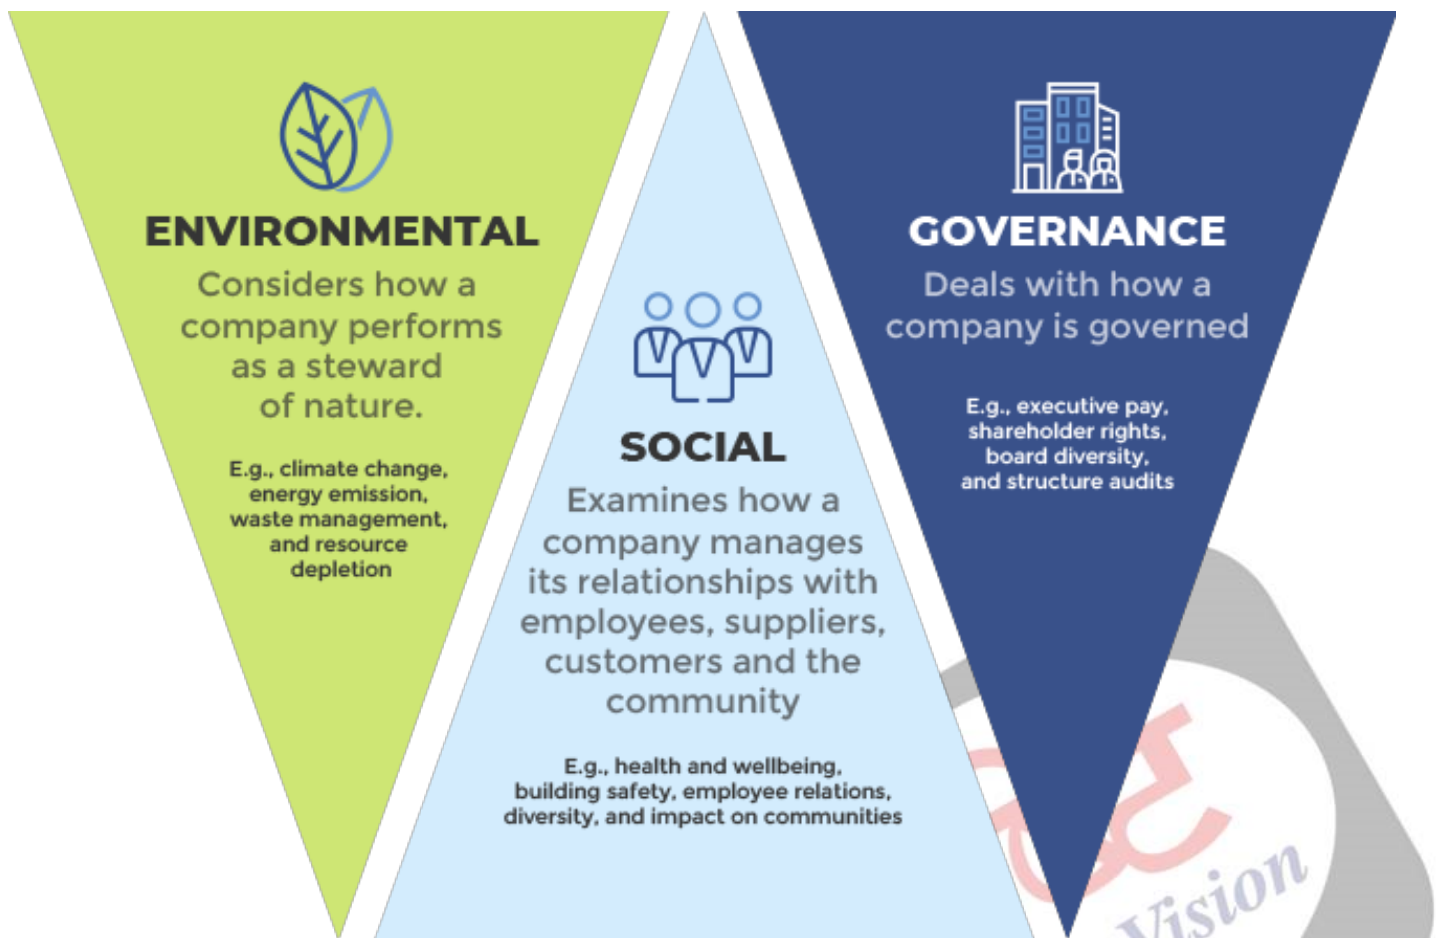 ENVIRONMENTAL
Considers how a
company performs
as a steward
of nature.
E.g., climate change,
energy emission,
waste management,
and resource
depletion
SOCIAL
Examines how a
company manages
its relationships with
employees, suppliers,
customers and the
community
E.g., health and wellbeing,
building safety, employee relations,
diversity, and impact on communities
GOVERNANCE
Deals with how a
company is governed
E.g., executive pay,
shareholder rights,
board diversity,
and structure audits
Vision